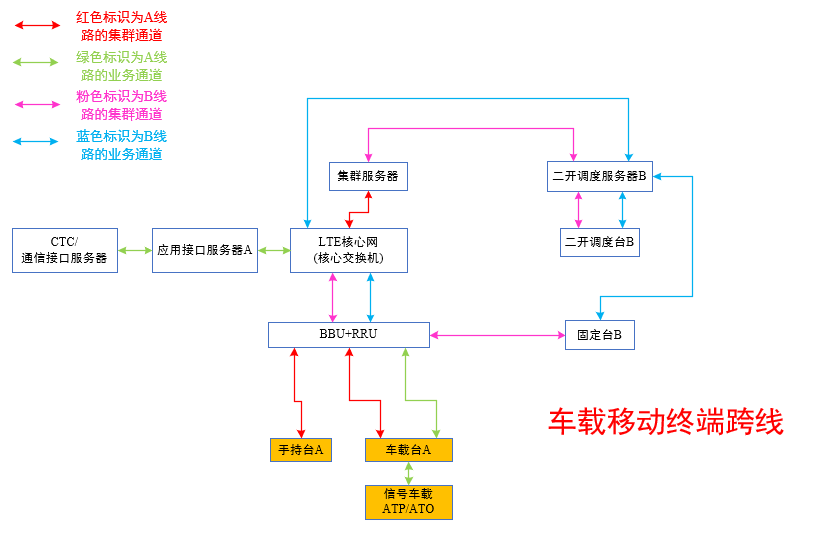 红色标识为A线
路的集群通道
绿色标识为A线
路的业务通道
粉色标识为B线
路的集群通道
蓝色标识为B线
路的业务通道
集群服务器
二开调度服务器B
CTC/
通信接口服务器
应用接口服务器A
LTE核心网
(核心交换机)
二开调度台B
BBU+RRU
固定台B
车载移动终端跨线
手持台A
车载台A
信号车载
ATP/ATO